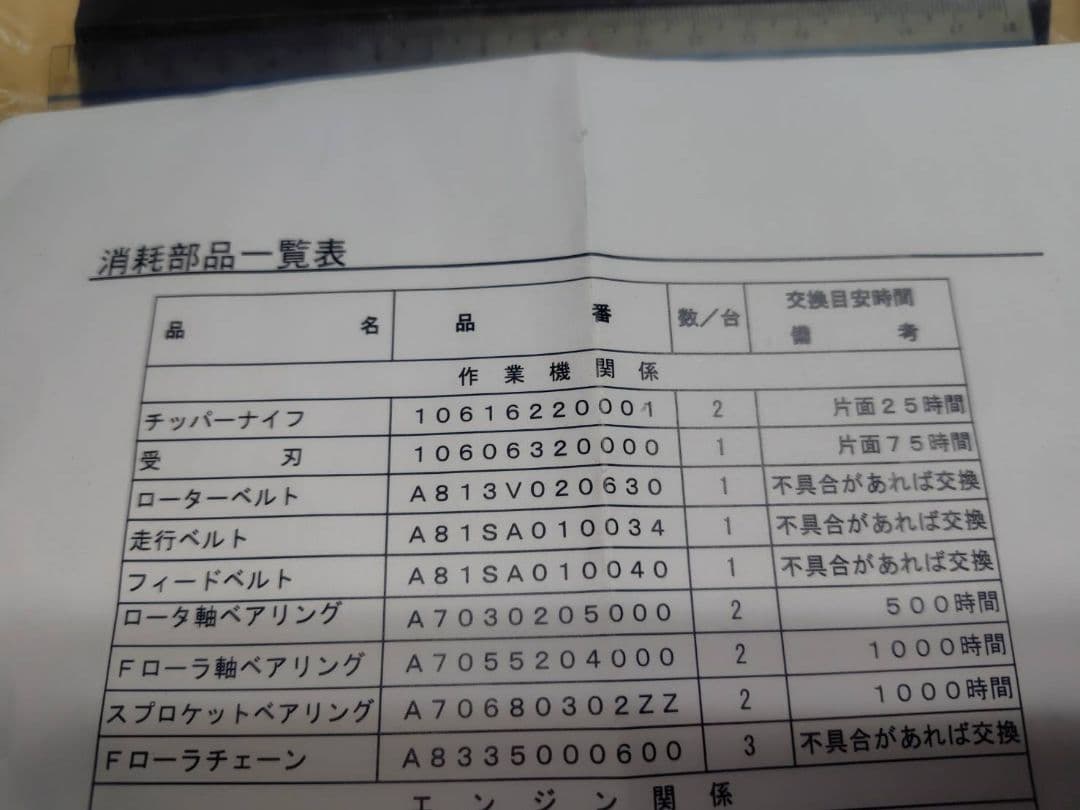 消耗部品一覧表
品名 品番 数／台 交換目安時間
備考
作業機関係
チッパーナイフ 10616220001 2 片面25時間
受刃 10606320000 1 片面75時間
ローターベルト A813V020630 1 不具合があれば交換
走行ベルト A81SA010034 1 不具合があれば交換
フィードベルト A81SA010040 1 不具合があれば交換
ロータ軸ベアリング A7030205000 2 500時間
Fローラ軸ベアリング A7055204000 2 1000時間
スプロケットベアリング A70680302ZZ 2 1000時間
Fローラチェーン A8335000600 3 不具合があれば交換
エンジン関係